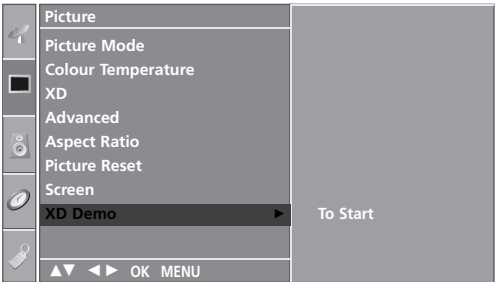 Picture
Picture Mode
Colour Temperature
XD
Advanced
Aspect Ratio
Picture Reset
Screen
XD Demo ► To Start
▲▼ ◄► OK MENU